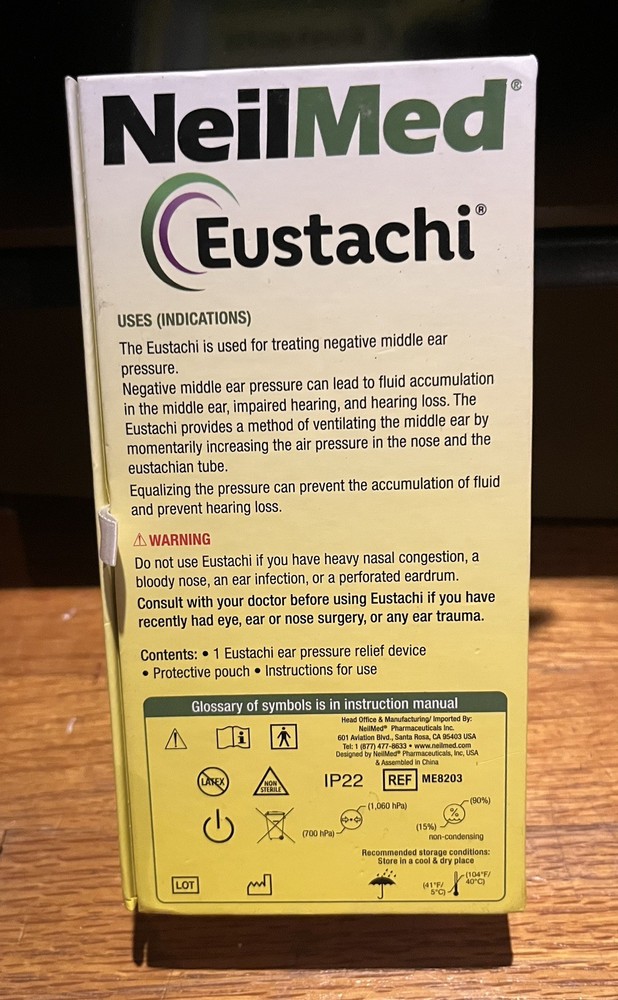 NeilMed®
Eustachi®
USES (INDICATIONS)
The Eustachi is used for treating negative middle ear
pressure.
Negative middle ear pressure can lead to fluid accumulation
in the middle ear, impaired hearing, and hearing loss. The
Eustachi provides a method of ventilating the middle ear by
momentarily increasing the air pressure in the nose and the
eustachian tube.
Equalizing the pressure can prevent the accumulation of fluid
and prevent hearing loss.
⚠ WARNING
Do not use Eustachi if you have heavy nasal congestion, a
bloody nose, an ear infection, or a perforated eardrum.
Consult with your doctor before using Eustachi if you have
recently had eye, ear or nose surgery, or any ear trauma.
Contents: • 1 Eustachi ear pressure relief device
• Protective pouch • Instructions for use
Glossary of symbols is in instruction manual
Head Office & Manufacturing/ Imported By:
NeilMed® Pharmaceuticals Inc.
601 Aviation Blvd., Santa Rosa, CA 95403 USA
Tel: 1 (877) 477-8633 • www.neilmed.com
Designed by NeilMed® Pharmaceuticals, Inc, USA
& Assembled in China
LATEX
NON
STERILE
IP22
REF ME8203
(1,060 hPa)
(700 hPa)
(90%)
%
(15%)
non-condensing
Recommended storage conditions:
Store in a cool & dry place
LOT
(41°F/
5°C)
(104°F/
40°C)